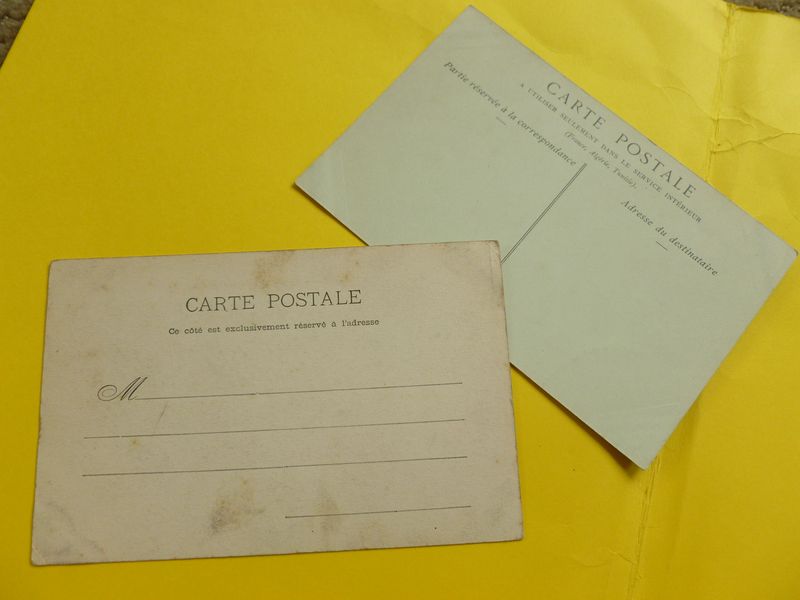 CARTE POSTALE
À UTILISER SEULEMENT DANS LE SERVICE INTÉRIEUR
(France, Algérie, Tunisie).
Partie réservée à la correspondance
Adresse du destinataire
CARTE POSTALE
Ce côté est exclusivement réservé à l'adresse
M